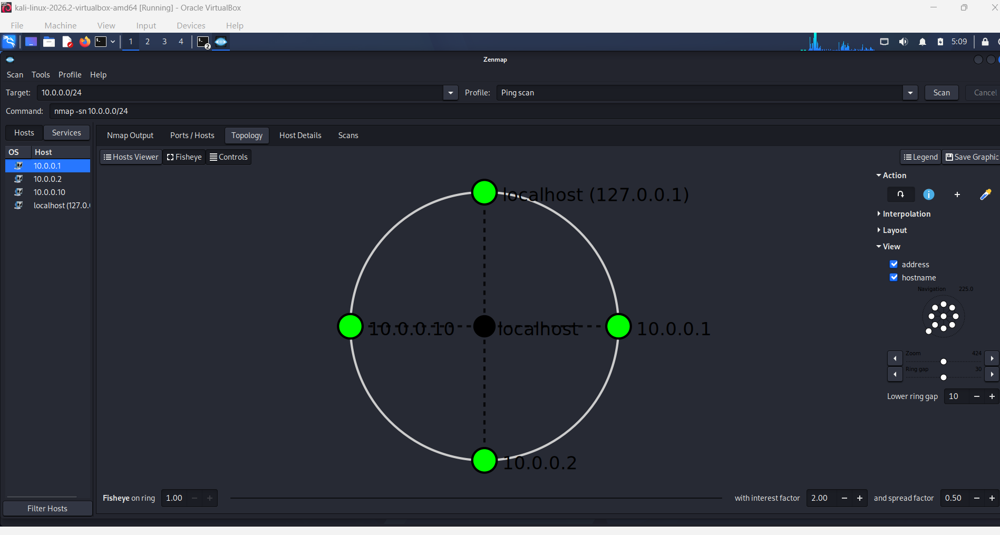 kali-linux-2026.2-virtualbox-amd64 [Running] - Oracle VirtualBox
File Machine View Input Devices Help
1 2 3 4 2 5:09
Zenmap
Scan Tools Profile Help
Target: 10.0.0.0/24 Profile: Ping scan Scan Cancel
Command: nmap -sn 10.0.0.0/24
Hosts Services Nmap Output Ports / Hosts Topology Host Details Scans
OS Host
Hosts Viewer Fisheye Controls Legend Save Graphic
10.0.0.1
10.0.0.2
10.0.0.10
localhost (127.0.
Action
localhost (127.0.0.1)
Interpolation
Layout
View
address
hostname
Navigation 225.0
10.0.0.10 localhost 10.0.0.1
Zoom 424
Ring gap 30
Lower ring gap 10
10.0.0.2
Fisheye on ring 1.00 with interest factor 2.00 and spread factor 0.50
Filter Hosts